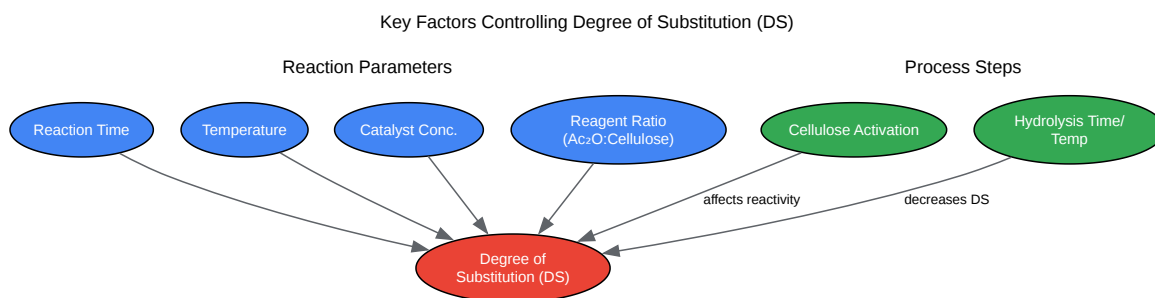 Key Factors Controlling Degree of Substitution (DS)
Reaction Parameters
Process Steps
Reaction Time
Temperature
Catalyst Conc.
Reagent Ratio
(Ac₂O:Cellulose)
Cellulose Activation
Hydrolysis Time/
Temp
affects reactivity
decreases DS
Degree of
Substitution (DS)